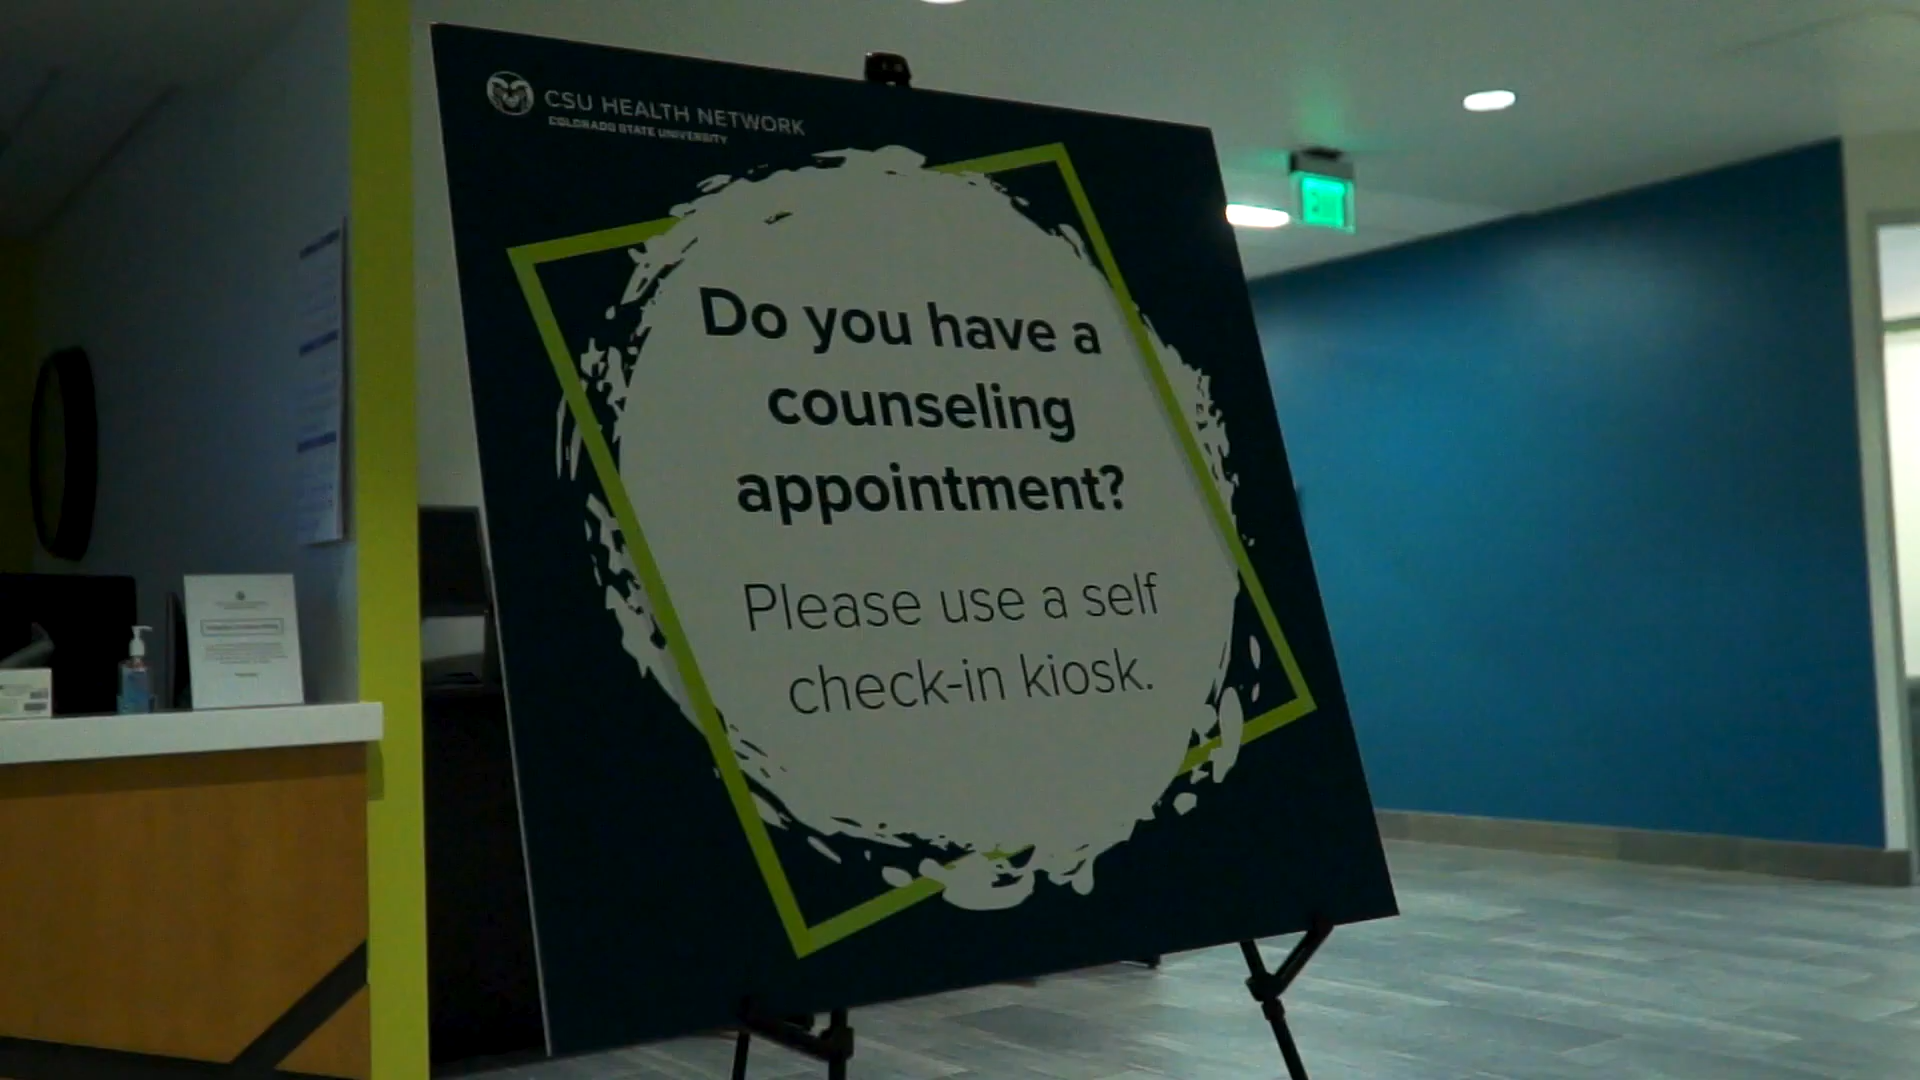 CSU HEALTH NETWORK
COLORADO STATE UNIVERSITY
Do you have a
counseling
appointment?
Please use a self
check-in kiosk.